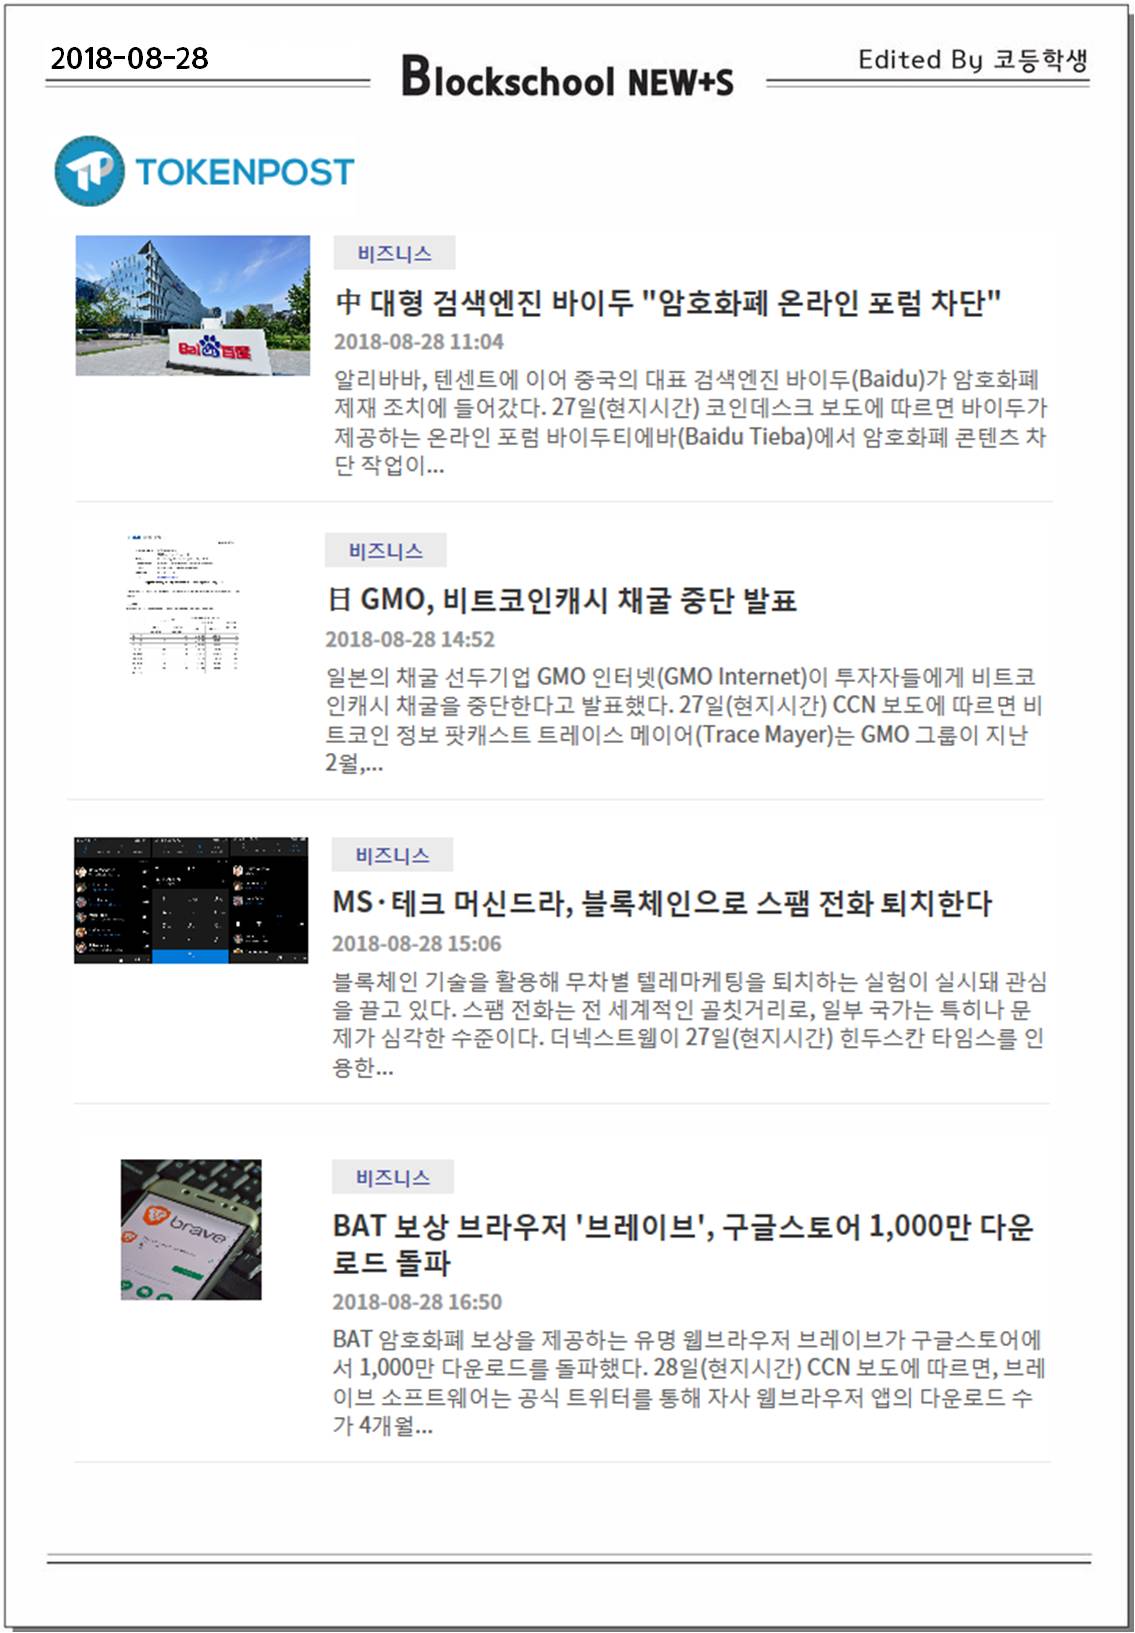 2018-08-28
Blockschool NEW+S
Edited By 코등학생
TOKENPOST
비즈니스
中 대형 검색엔진 바이두 "암호화폐 온라인 포럼 차단"
2018-08-28 11:04
알리바바, 텐센트에 이어 중국의 대표 검색엔진 바이두(Baidu)가 암호화폐
제재 조치에 들어갔다. 27일(현지시간) 코인데스크 보도에 따르면 바이두가
제공하는 온라인 포럼 바이두티에바(Baidu Tieba)에서 암호화폐 콘텐츠 차
단 작업이...
Bai 百度
비즈니스
日 GMO, 비트코인캐시 채굴 중단 발표
2018-08-28 14:52
일본의 채굴 선두기업 GMO 인터넷(GMO Internet)이 투자자들에게 비트코
인캐시 채굴을 중단한다고 발표했다. 27일(현지시간) CCN 보도에 따르면 비
트코인 정보 팟캐스트 트레이스 메이어(Trace Mayer)는 GMO 그룹이 지난
2월,...
비즈니스
MS·테크 머신드라, 블록체인으로 스팸 전화 퇴치한다
2018-08-28 15:06
블록체인 기술을 활용해 무차별 텔레마케팅을 퇴치하는 실험이 실시돼 관심
을 끌고 있다. 스팸 전화는 전 세계적인 골칫거리로, 일부 국가는 특히나 문
제가 심각한 수준이다. 더넥스트웹이 27일(현지시간) 힌두스칸 타임스를 인
용한...
brave
비즈니스
BAT 보상 브라우저 '브레이브', 구글스토어 1,000만 다운
로드 돌파
2018-08-28 16:50
BAT 암호화폐 보상을 제공하는 유명 웹브라우저 브레이브가 구글스토어에
서 1,000만 다운로드를 돌파했다. 28일(현지시간) CCN 보도에 따르면, 브레
이브 소프트웨어는 공식 트위터를 통해 자사 웹브라우저 앱의 다운로드 수
가 4개월...